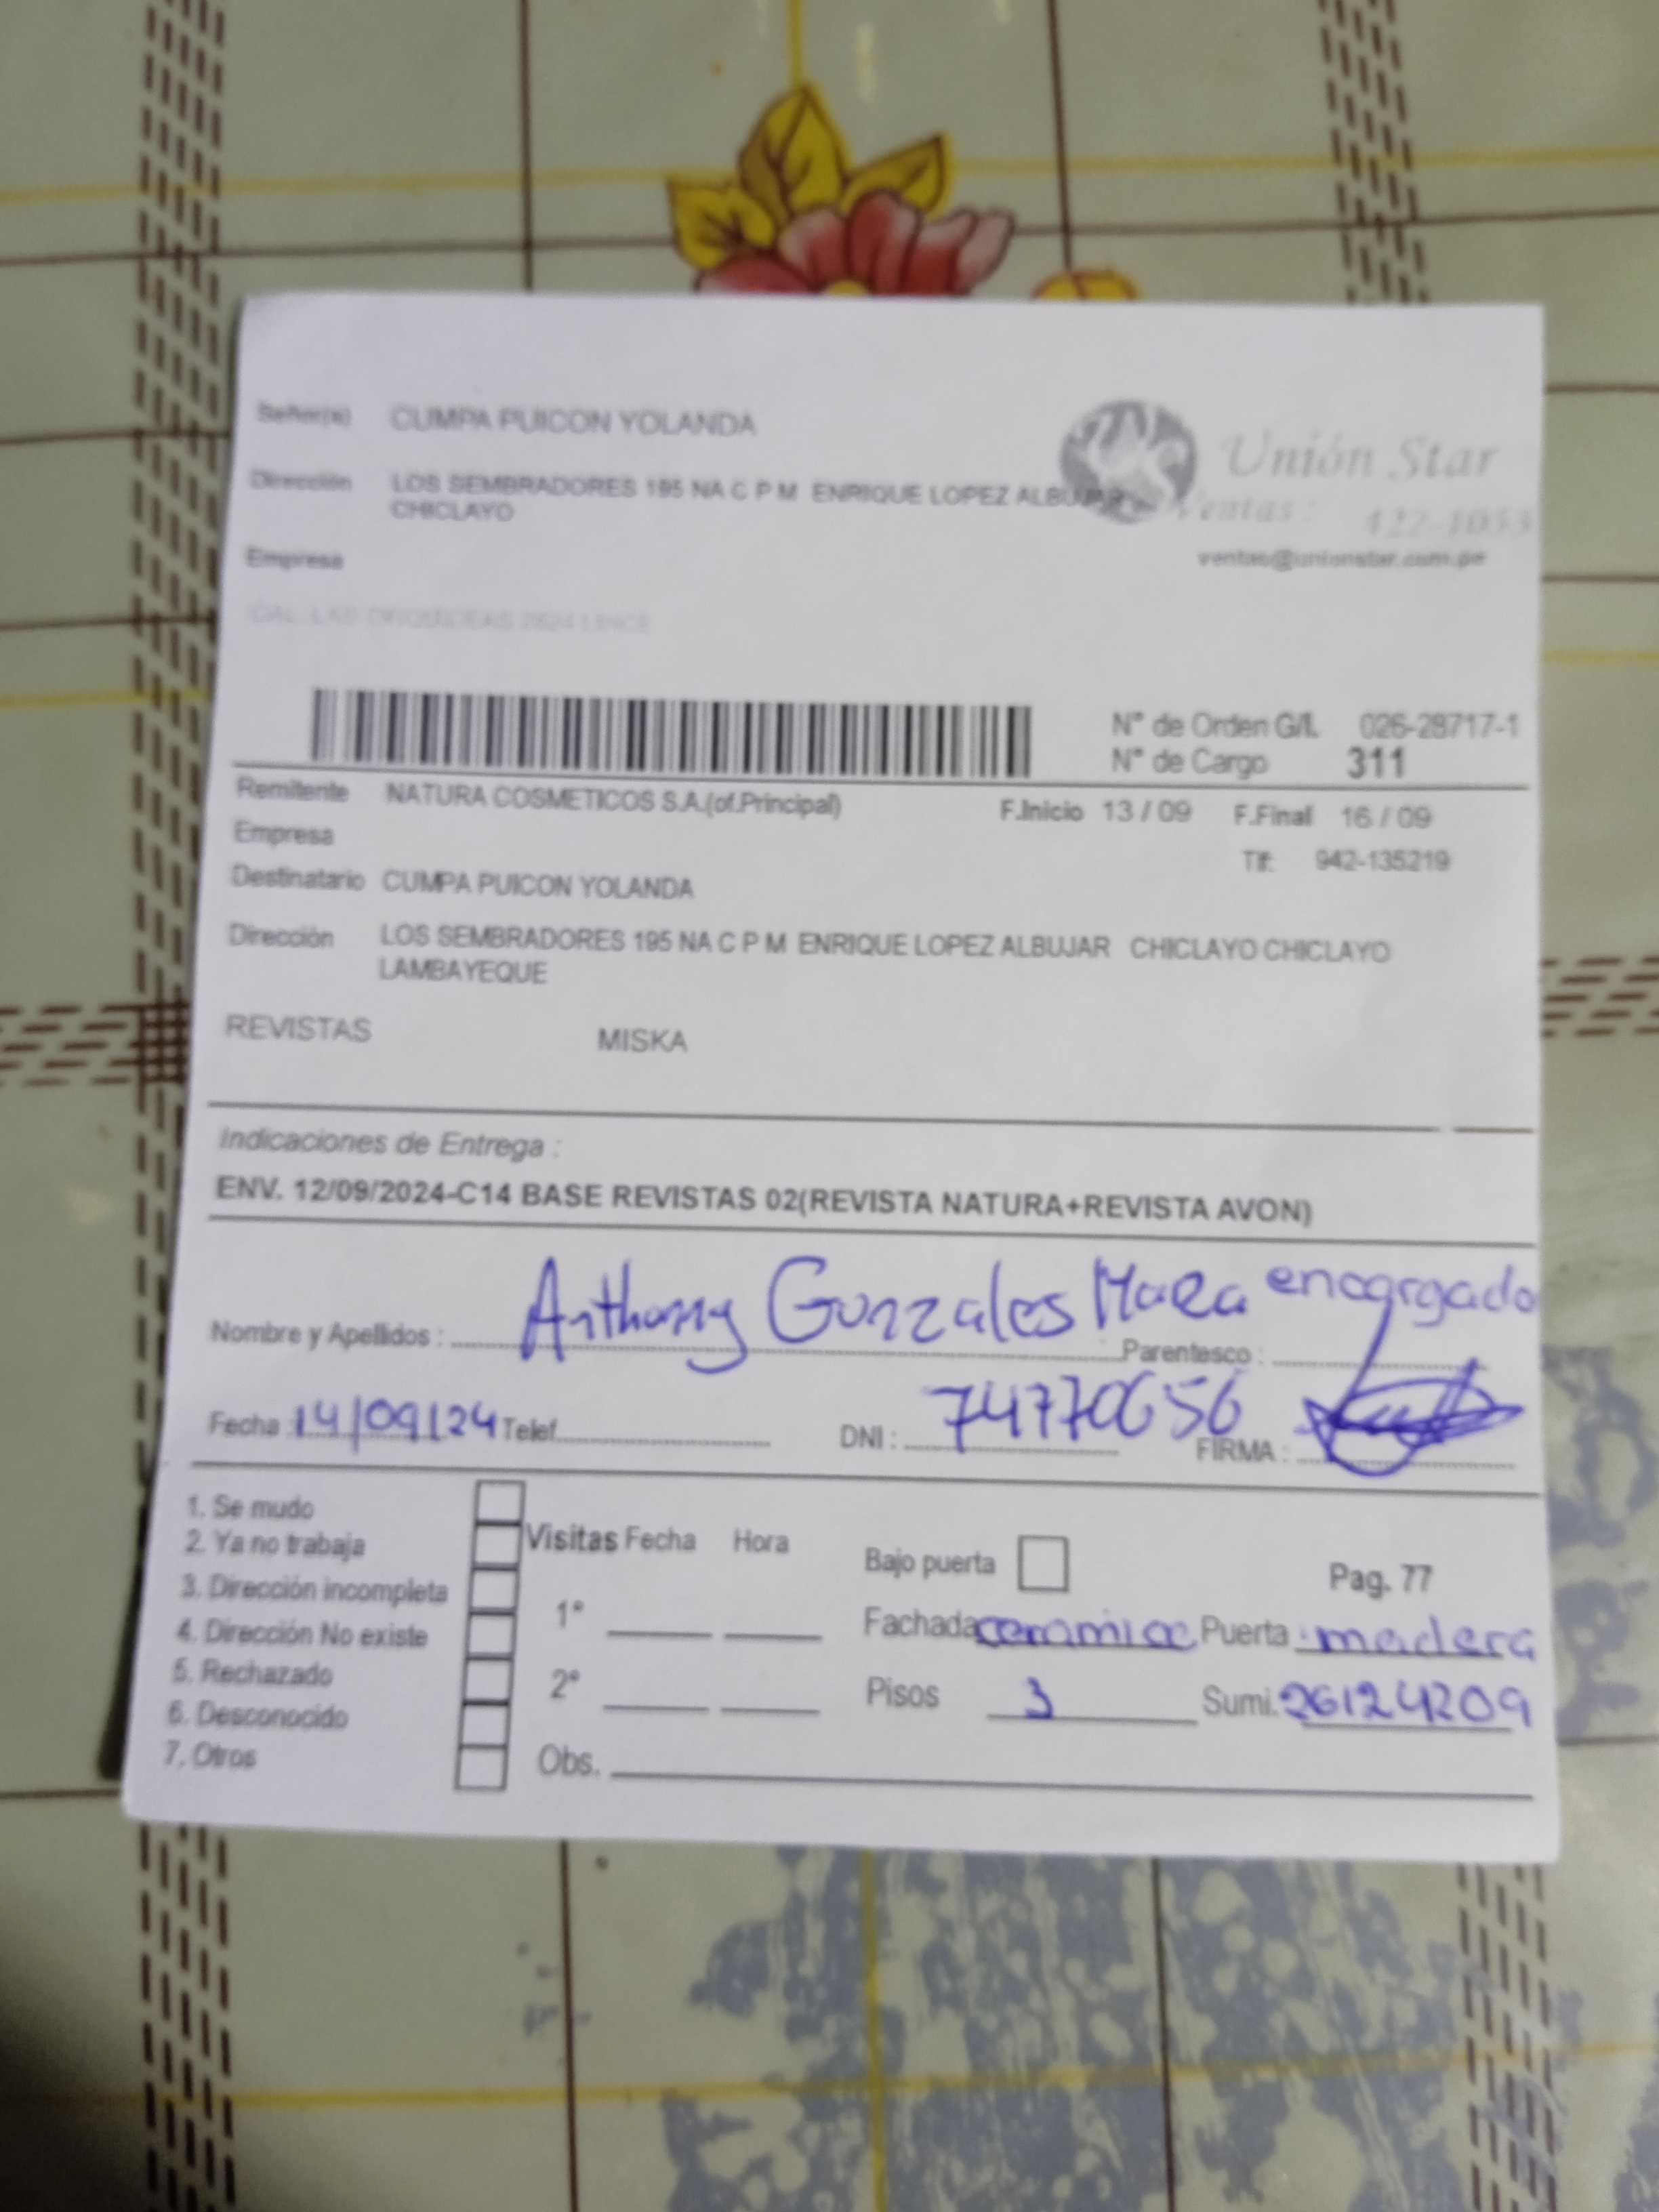 Señor(s) CUMPA PUICON YOLANDA
Unión Star
Dirección LOS SEMBRADORES 195 NA C P M ENRIQUE LOPEZ ALBUJAR
CHICLAYO
Ventas: 422-1053
Empresa
ventas@unionstar.com.pe
N° de Orden G/I. 026-28717-1
N° de Cargo 311
Remitente NATURA COSMETICOS S.A.(of.Principal) F.Inicio 13 / 09 F.Final 16 / 09
Empresa
Tlf: 942-135219
Destinatario CUMPA PUICON YOLANDA
Dirección LOS SEMBRADORES 195 NA C P M ENRIQUE LOPEZ ALBUJAR CHICLAYO CHICLAYO
LAMBAYEQUE
REVISTAS MISKA
Indicaciones de Entrega :
ENV. 12/09/2024-C14 BASE REVISTAS 02(REVISTA NATURA+REVISTA AVON)
Nombre y Apellidos : Anthony Gonzales Parentesco : encargado
Fecha : 14/09/24 Telef. DNI : 74770656 FIRMA :
1. Se mudo
2. Ya no trabaja
3. Dirección incompleta
4. Dirección No existe
5. Rechazado
6. Desconocido
7. Otros
Visitas Fecha Hora
1°
2°
Obs.
Bajo puerta Pag. 77
Fachada ceramica Puerta : madera
Pisos 3 Sumi. 26124209